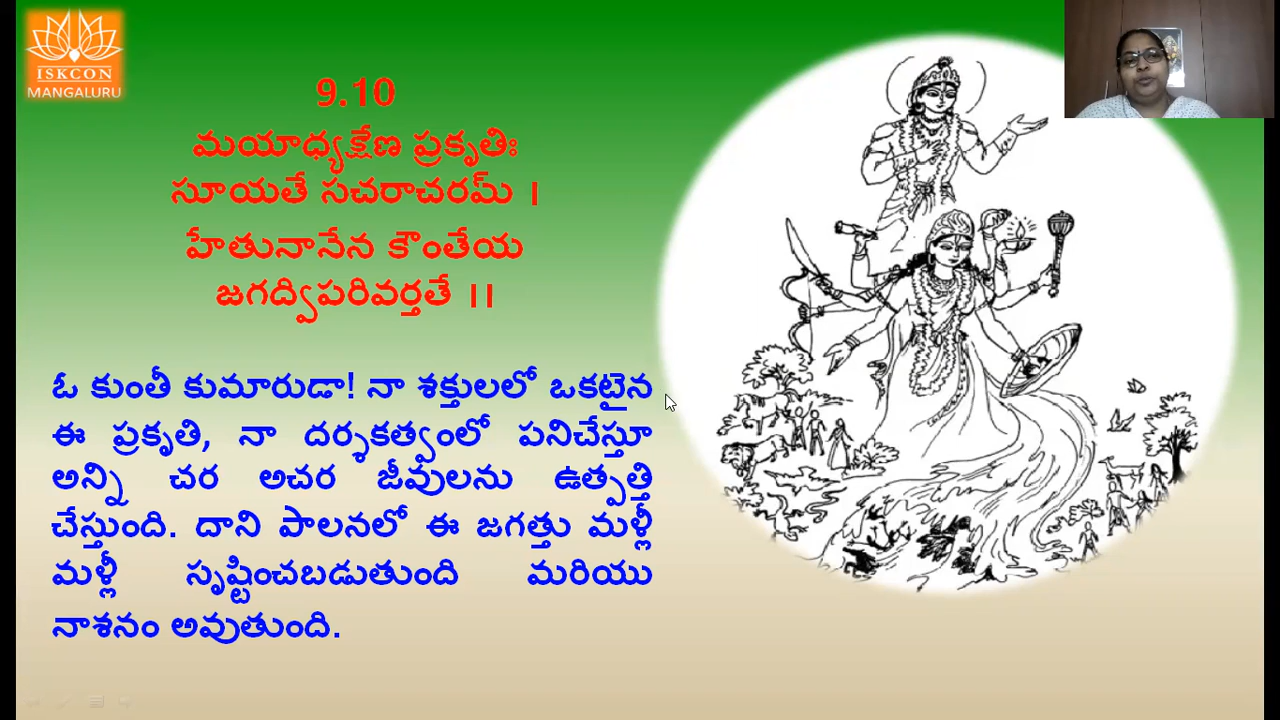 ISKCON
MANGALURU
9.10
మయాధ్యక్షేణ ప్రకృతిః
సూయతే సచరాచరమ్ ।
హేతునానేన కౌంతేయ
జగద్విపరివర్తతే ।।
ఓ కుంతీ కుమారుడా! నా శక్తులలో ఒకటైన
ఈ ప్రకృతి, నా దర్శకత్వంలో పనిచేస్తూ
అన్ని చర అచర జీవులను ఉత్పత్తి
చేస్తుంది. దాని పాలనలో ఈ జగత్తు మళ్లీ
మళ్లీ సృష్టించబడుతుంది మరియు
నాశనం అవుతుంది.